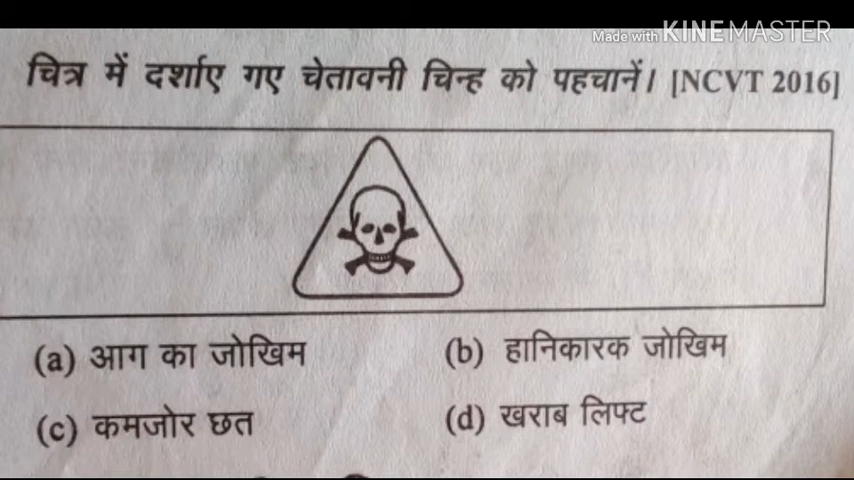 Made with KINEMASTER
चित्र में दर्शाए गए चेतावनी चिन्ह को पहचानें। [NCVT 2016]
(a) आग का जोखिम
(b) हानिकारक जोखिम
(c) कमजोर छत
(d) खराब लिफ्ट